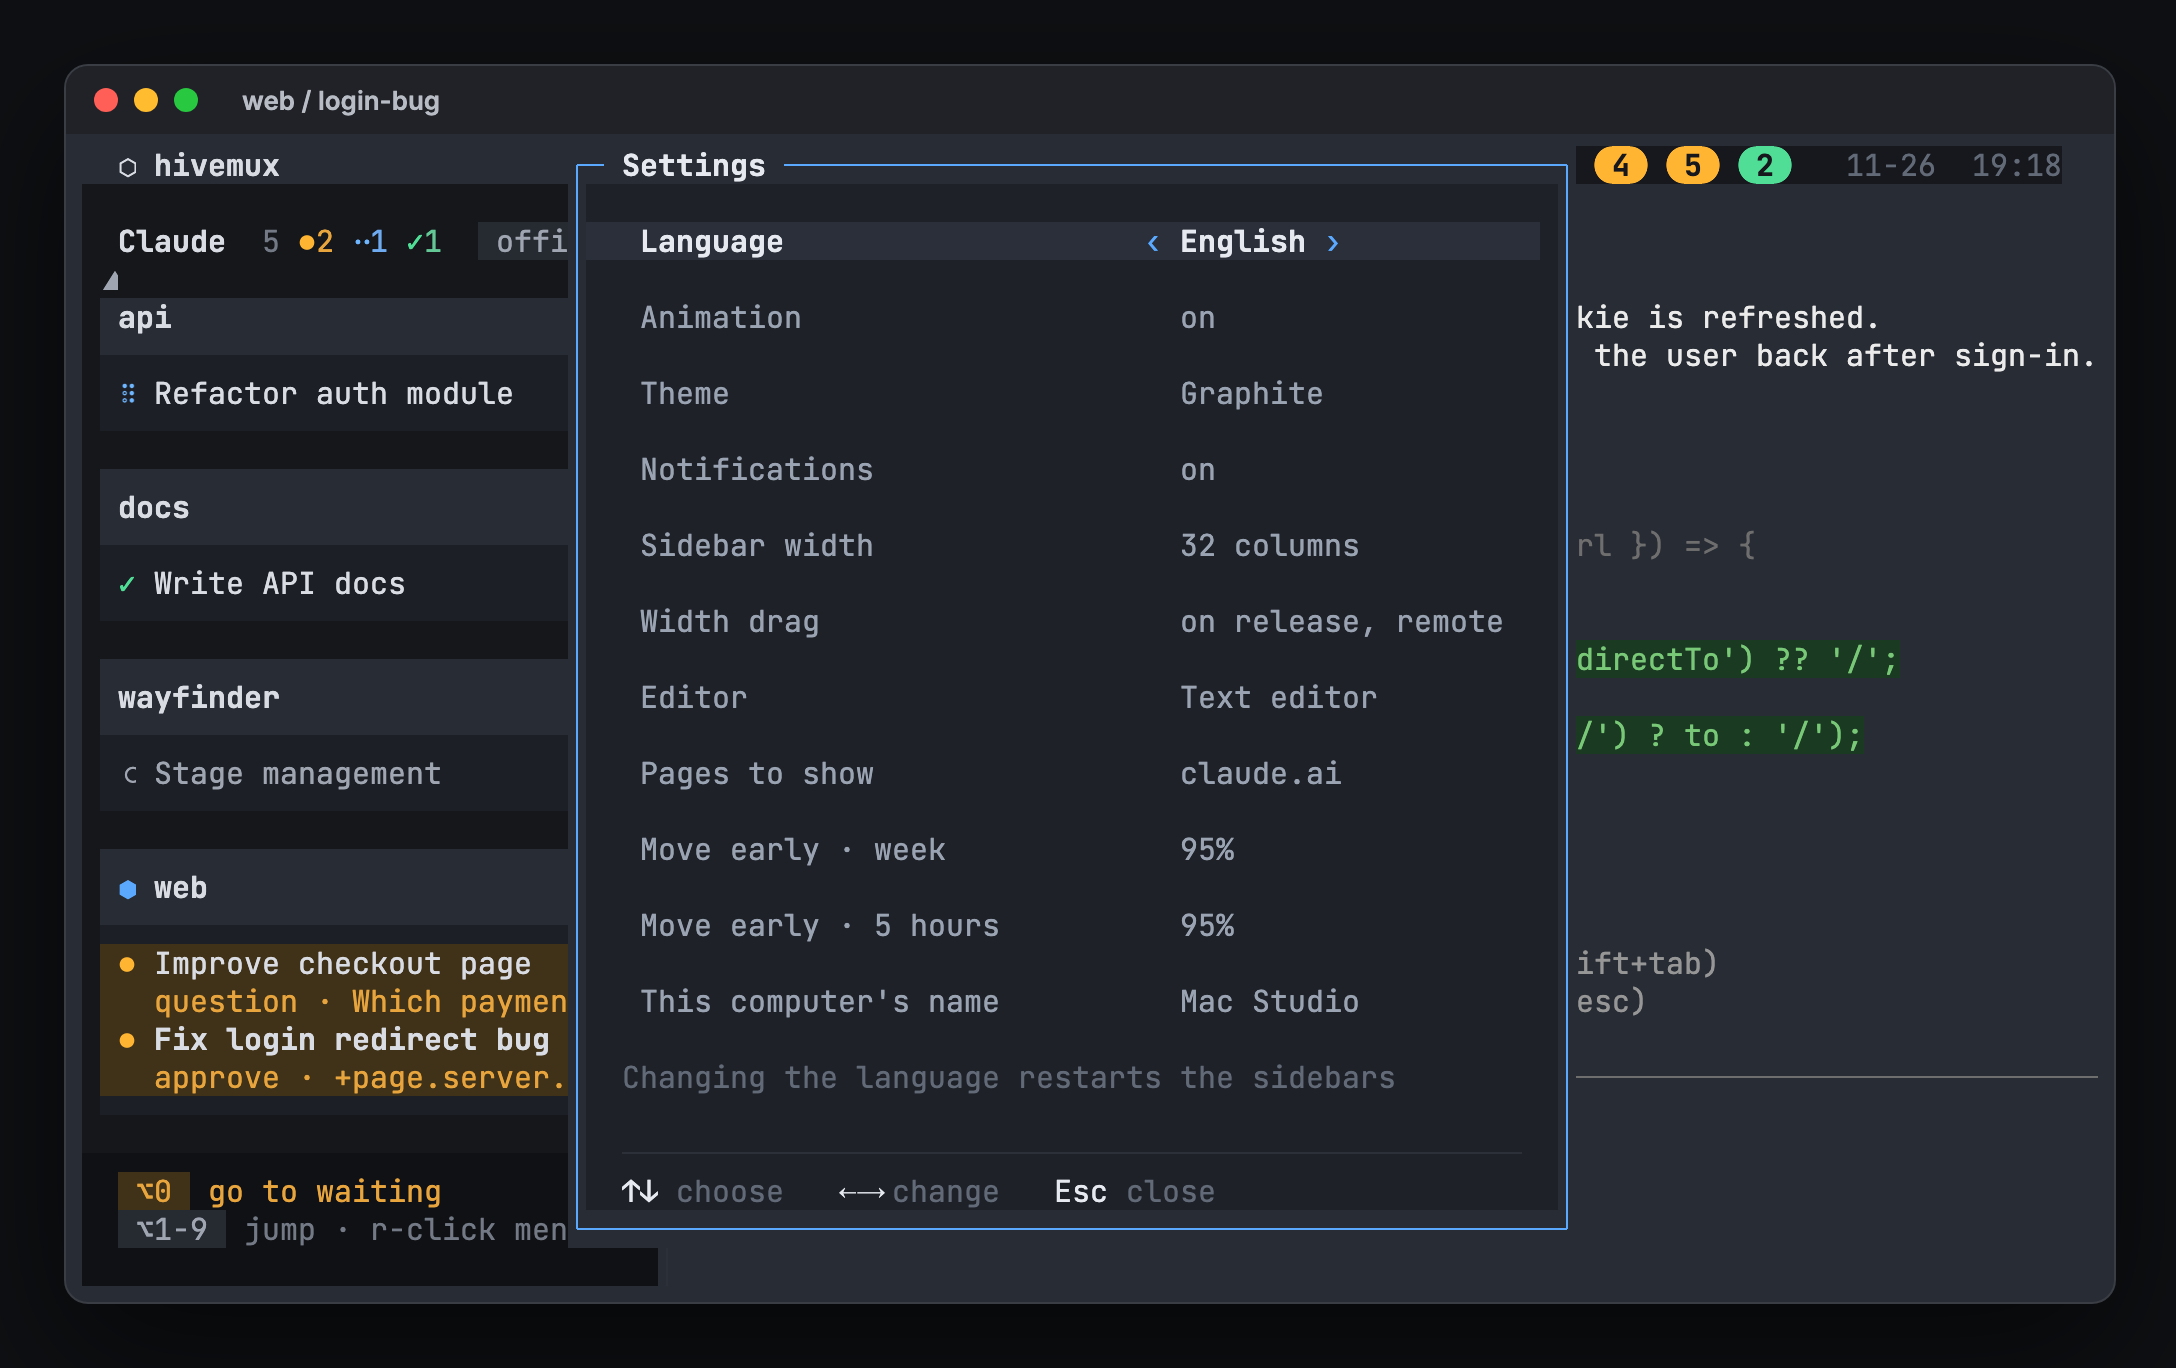 web / login-bug
hivemux
4 5 2 11-26 19:18
Claude 5 ●2 ··1 ✓1 offi
api
Refactor auth module
docs
✓ Write API docs
wayfinder
Stage management
web
● Improve checkout page
question · Which paymen
● Fix login redirect bug
approve · +page.server.
⌥0 go to waiting
⌥1-9 jump · r-click men
Settings
Language ‹ English ›
Animation on
Theme Graphite
Notifications on
Sidebar width 32 columns
Width drag on release, remote
Editor Text editor
Pages to show claude.ai
Move early · week 95%
Move early · 5 hours 95%
This computer's name Mac Studio
Changing the language restarts the sidebars
↑↓ choose ←→ change Esc close
kie is refreshed.
the user back after sign-in.
rl }) => {
directTo') ?? '/';
/') ? to : '/');
ift+tab)
esc)